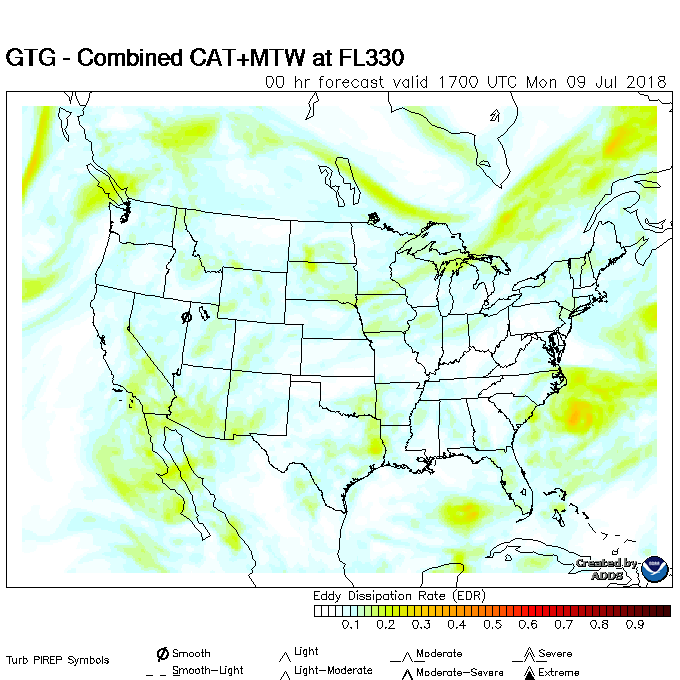 GTG - Combined CAT+MTW at FL330
00 hr forecast valid 1700 UTC Mon 09 Jul 2018
Created by
ADDS
Eddy Dissipation Rate (EDR)
0.1 0.2 0.3 0.4 0.5 0.6 0.7 0.8 0.9
Turb PIREP Symbols
Smooth
Light
Moderate
Severe
Smooth-Light
Light-Moderate
Moderate-Severe
Extreme